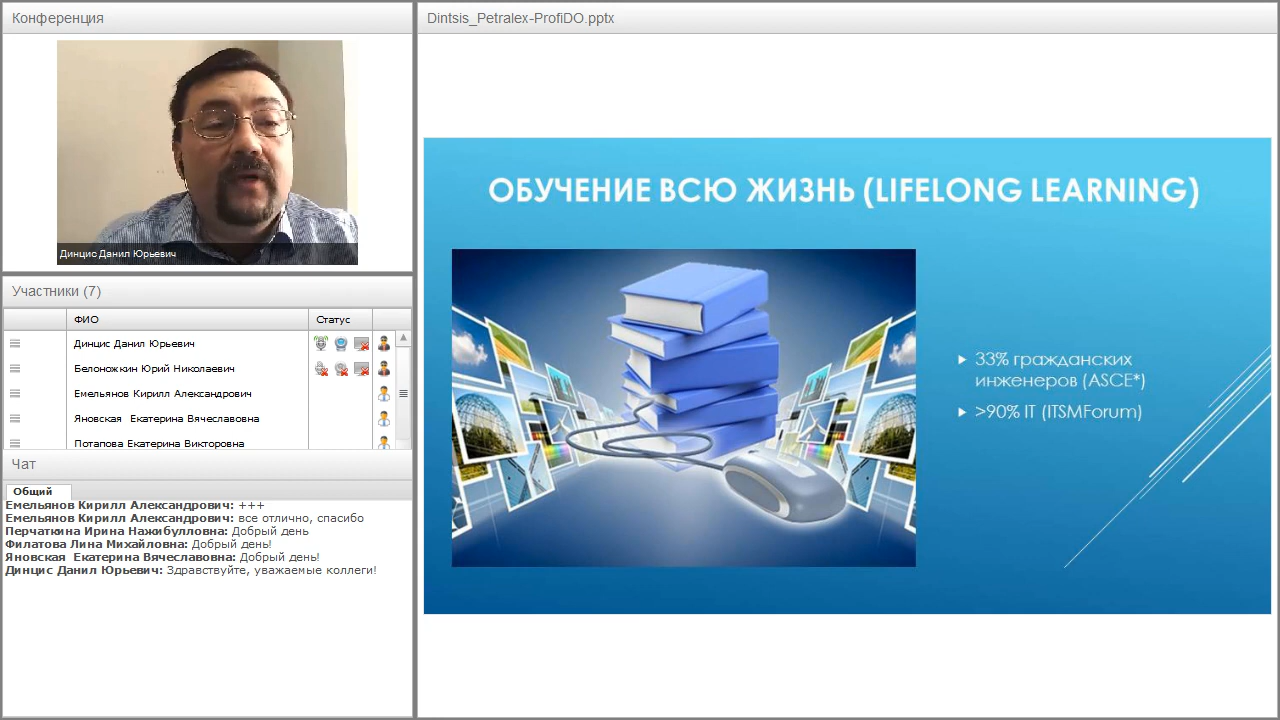 Конференция
Динцис Данил Юрьевич
Участники (7)
ФИО Статус
Динцис Данил Юрьевич
Белоножкин Юрий Николаевич
Емельянов Кирилл Александрович
Яновская Екатерина Вячеславовна
Потапова Екатерина Викторовна
Чат
Общий
Емельянов Кирилл Александрович: +++
Емельянов Кирилл Александрович: все отлично, спасибо
Перчаткина Ирина Нажибулловна: Добрый день
Филатова Лина Михайловна: Добрый день!
Яновская Екатерина Вячеславовна: Добрый день!
Динцис Данил Юрьевич: Здравствуйте, уважаемые коллеги!
Dintsis_Petralex-ProfiDO.pptx
ОБУЧЕНИЕ ВСЮ ЖИЗНЬ (LIFELONG LEARNING)
33% гражданских
инженеров (ASCE*)
>90% IT (ITSMForum)